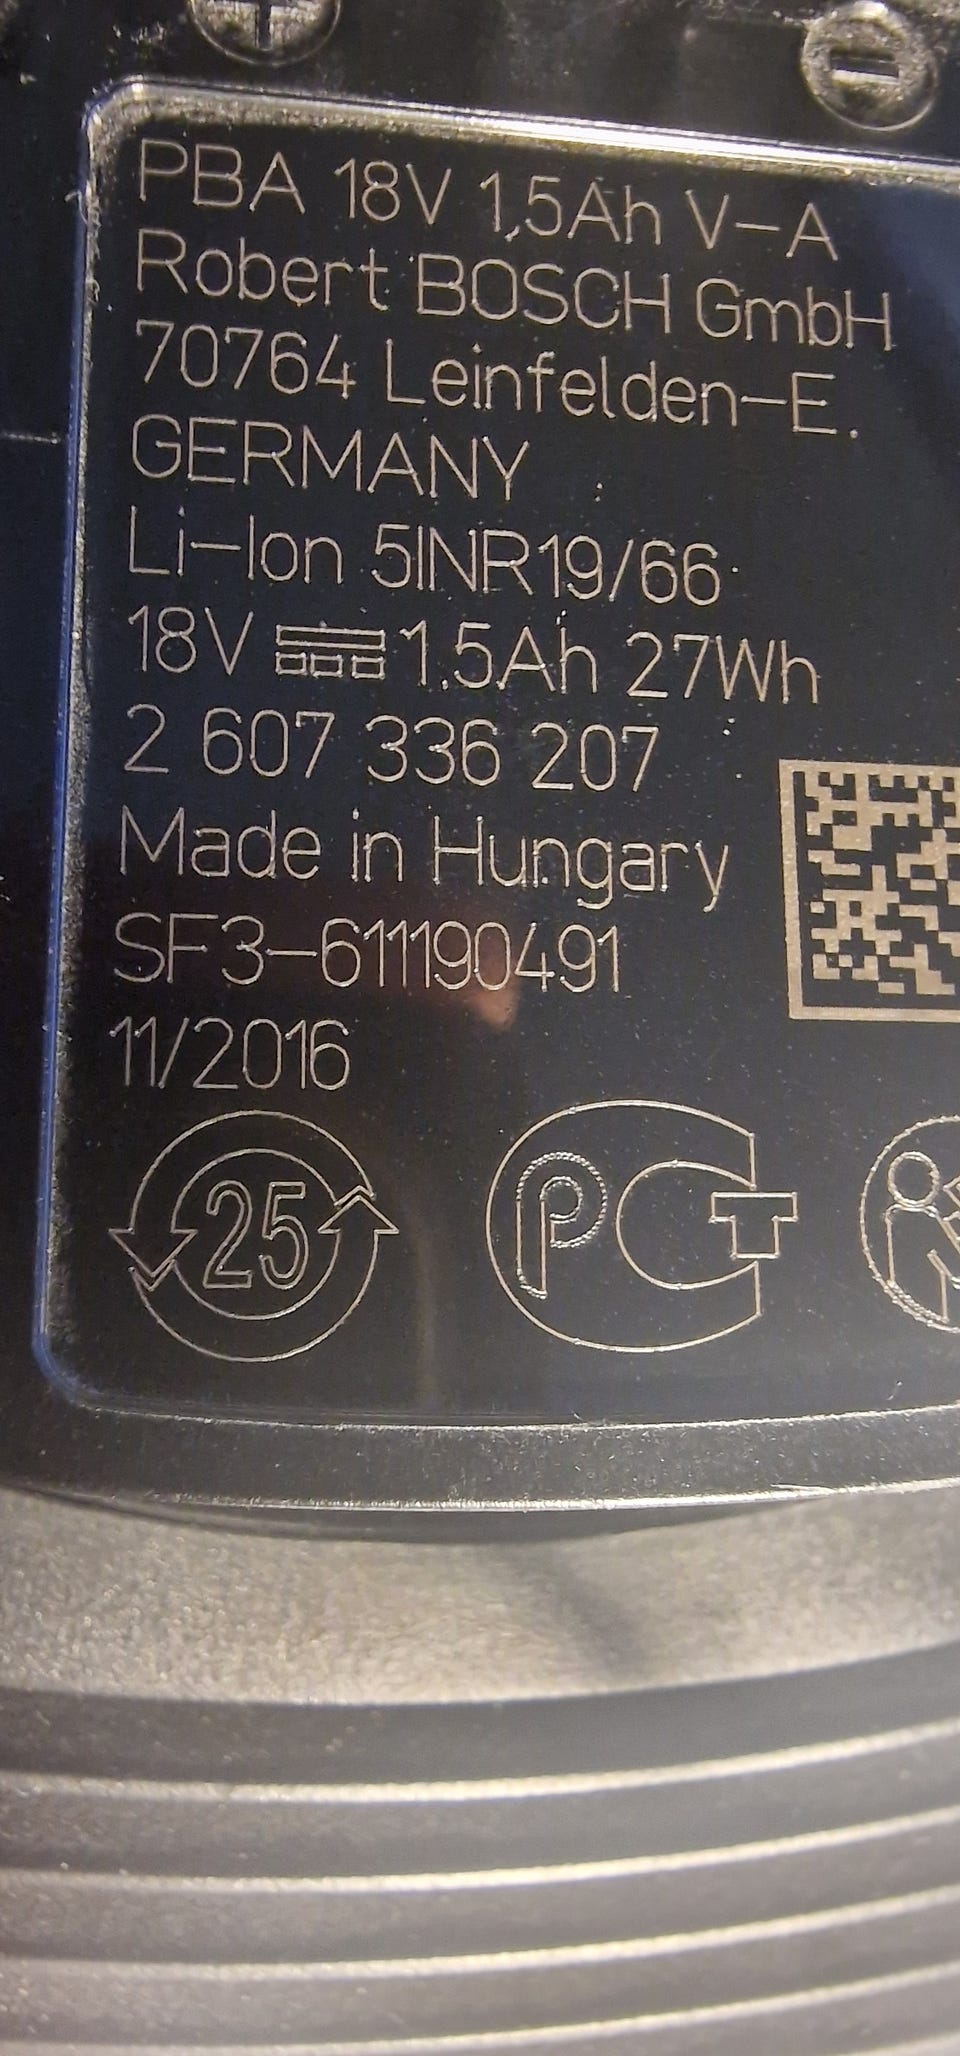 PBA 18V 1,5Ah V-A
Robert BOSCH GmbH
70764 Leinfelden-E.
GERMANY
Li-Ion 5INR19/66
18V ⎓ 1.5Ah 27Wh
2 607 336 207
Made in Hungary
SF3-611190491
11/2016
25
PCT